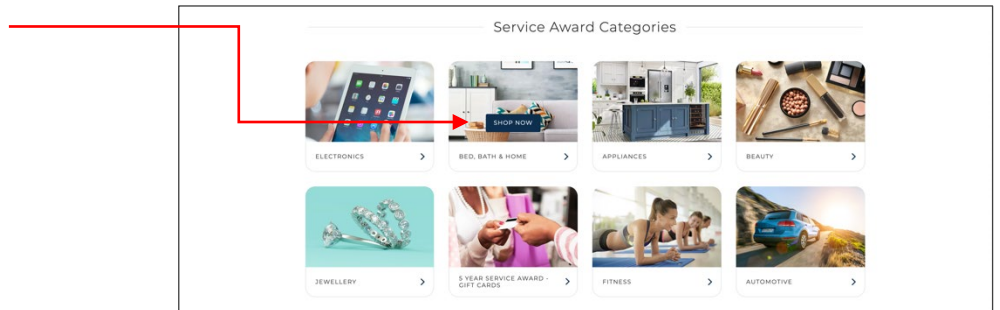 Service Award Categories
SHOP NOW
ELECTRONICS
BED, BATH & HOME
APPLIANCES
BEAUTY
JEWELLERY
5 YEAR SERVICE AWARD -
GIFT CARDS
FITNESS
AUTOMOTIVE